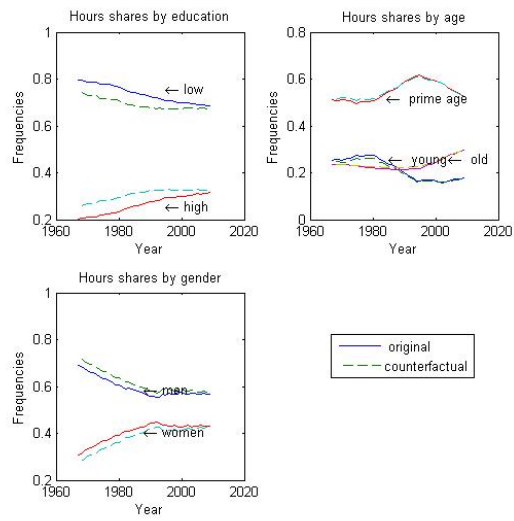 Hours shares by education
1
0.8
0.6
0.4
0.2
1960
1980
2000
2020
Frequencies
Year
← low
← high
Hours shares by age
0.8
0.6
0.4
0.2
0
1960
1980
2000
2020
Frequencies
Year
← prime age
← young
← old
Hours shares by gender
1
0.8
0.6
0.4
0.2
1960
1980
2000
2020
Frequencies
Year
← men
← women
original
counterfactual